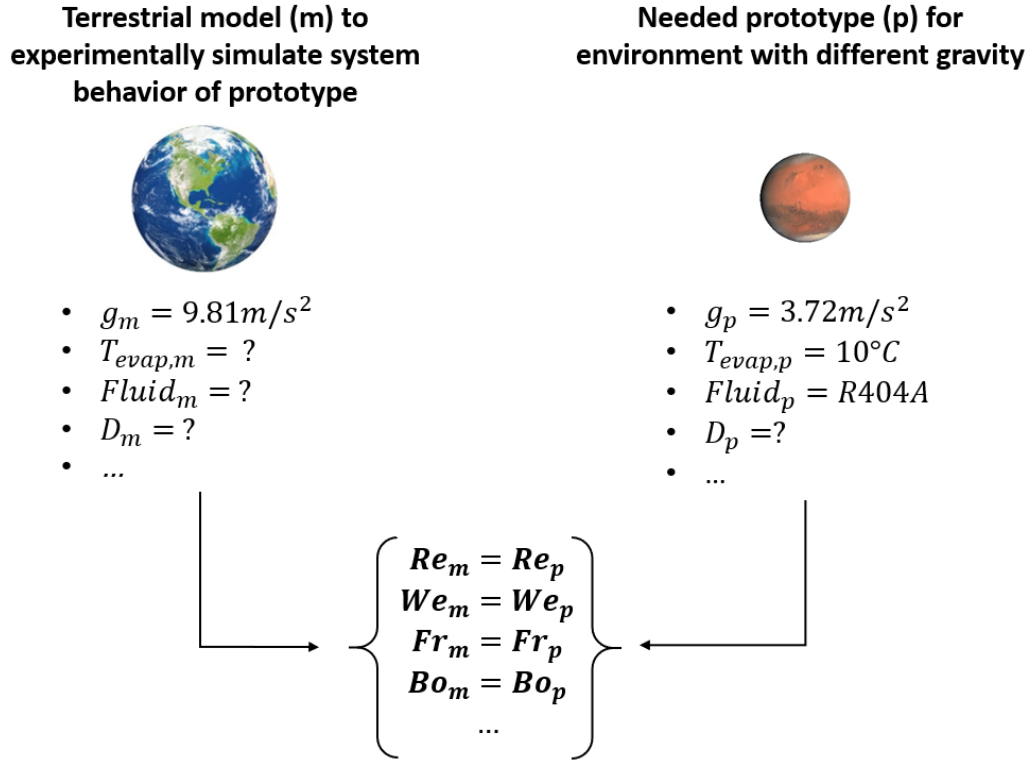 Terrestrial model (m) to
experimentally simulate system
behavior of prototype
Needed prototype (p) for
environment with different gravity
• g_m = 9.81m/s²
• T_evap,m = ?
• Fluid_m = ?
• D_m = ?
• ...
• g_p = 3.72m/s²
• T_evap,p = 10°C
• Fluid_p = R404A
• D_p =?
• ...
Re_m = Re_p
We_m = We_p
Fr_m = Fr_p
Bo_m = Bo_p
...